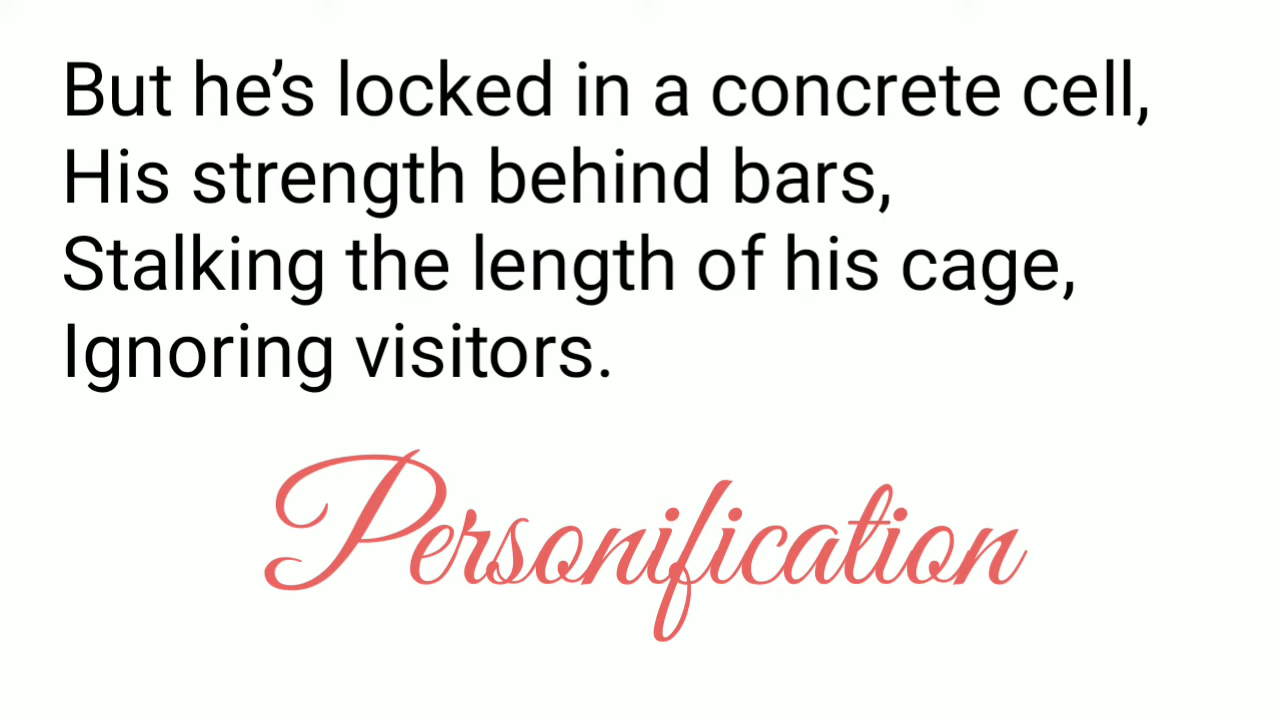 But he’s locked in a concrete cell,
His strength behind bars,
Stalking the length of his cage,
Ignoring visitors.
Personification